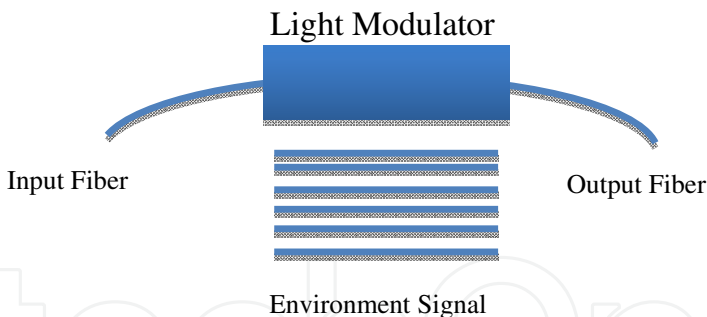 Light Modulator
Input Fiber
Output Fiber
Environment Signal